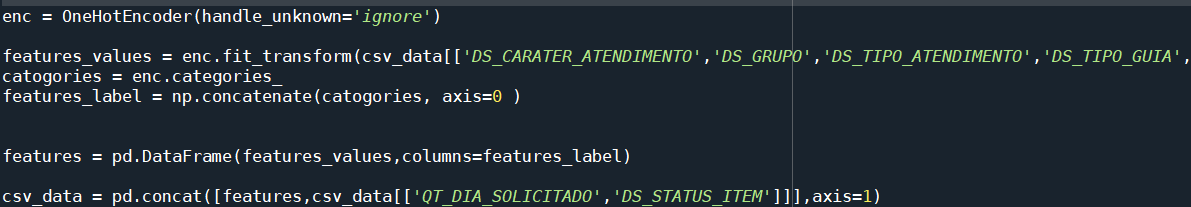 enc = OneHotEncoder(handle_unknown='ignore')
features_values = enc.fit_transform(csv_data[['DS_CARATER_ATENDIMENTO','DS_GRUPO','DS_TIPO_ATENDIMENTO','DS_TIPO_GUIA',
catogories = enc.categories_
features_label = np.concatenate(catogories, axis=0 )
features = pd.DataFrame(features_values,columns=features_label)
csv_data = pd.concat([features,csv_data[['QT_DIA_SOLICITADO','DS_STATUS_ITEM']]],axis=1)